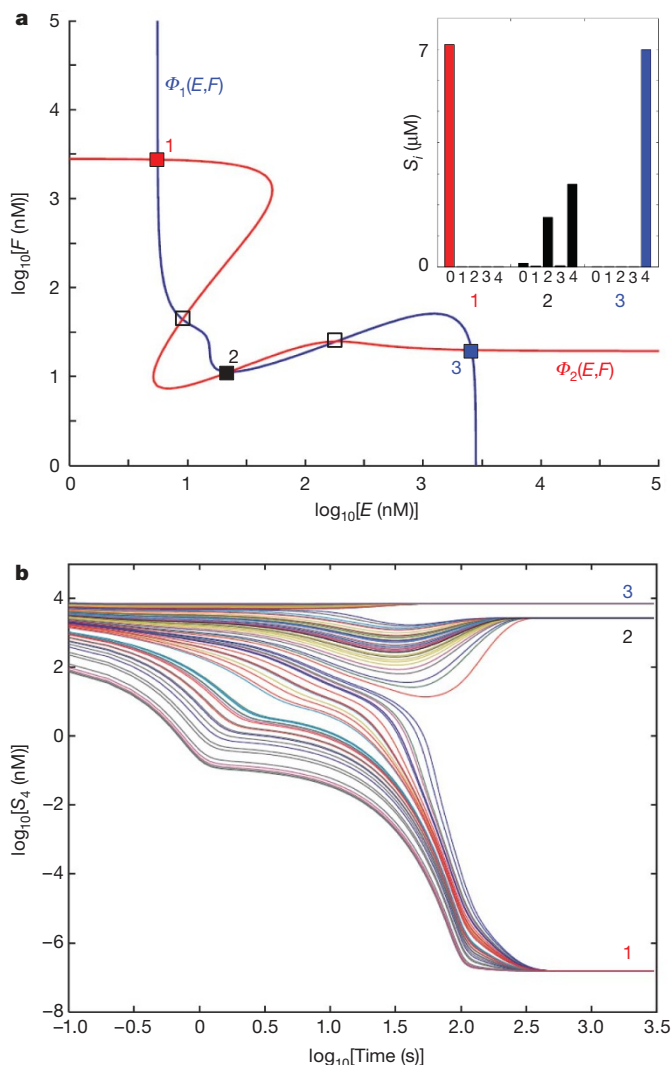 a
5
4
3
2
1
0
log10[F (nM)]
Φ1(E,F)
1
2
3
Φ2(E,F)
0 1 2 3 4 5
log10[E (nM)]
7
0
Si (μM)
0 1 2 3 4 0 1 2 3 4 0 1 2 3 4
1 2 3
b
4
2
0
−2
−4
−6
−8
log10[S4 (nM)]
3
2
1
−1.0 −0.5 0 0.5 1.0 1.5 2.0 2.5 3.0 3.5
log10[Time (s)]